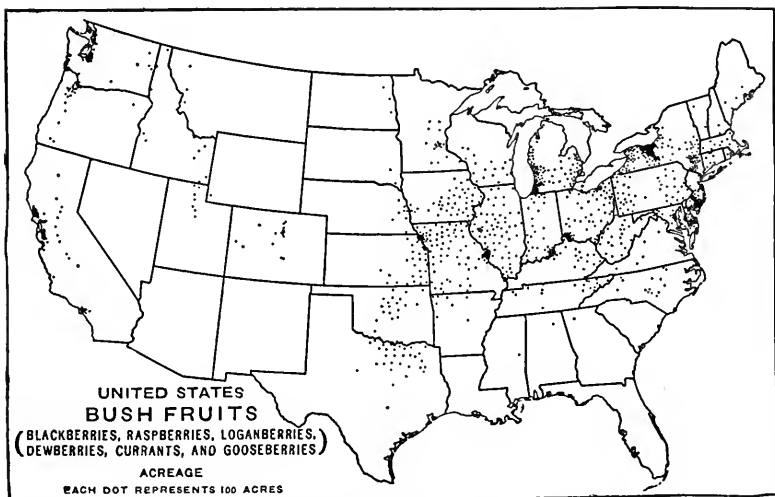 UNITED STATES
BUSH FRUITS
(BLACKBERRIES, RASPBERRIES, LOGANBERRIES,
DEWBERRIES, CURRANTS, AND GOOSEBERRIES)
ACREAGE
EACH DOT REPRESENTS 100 ACRES